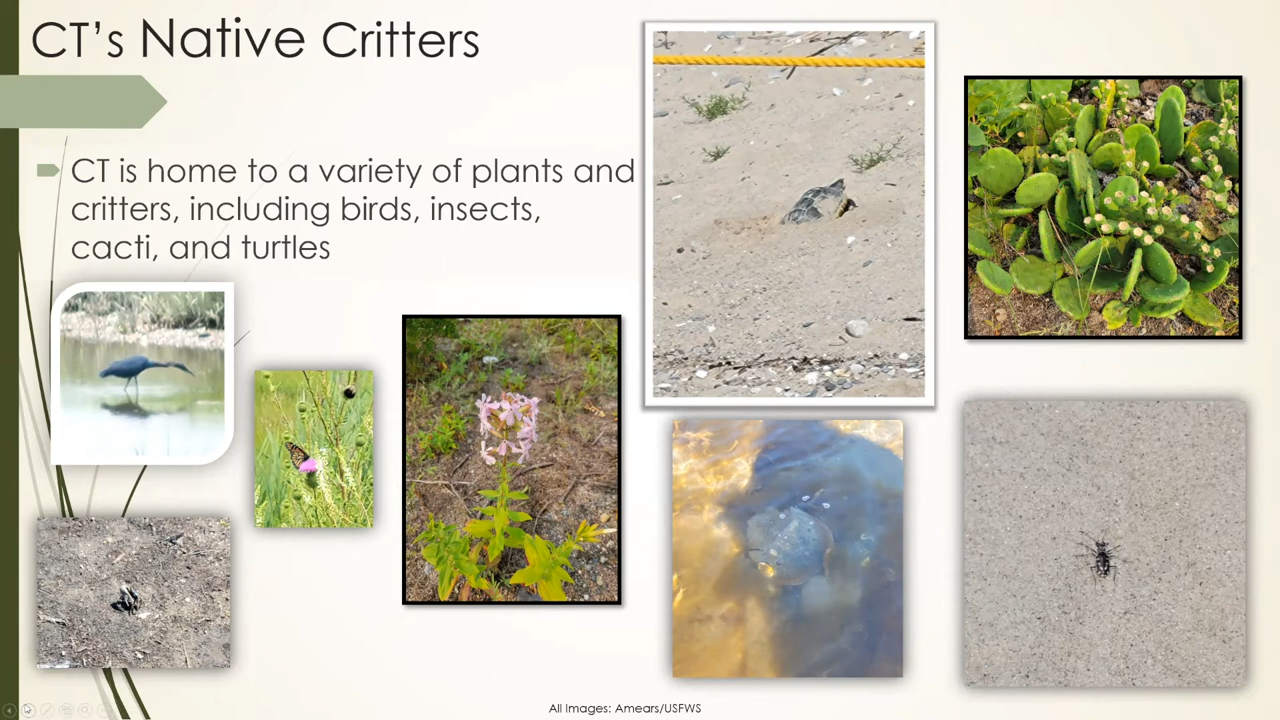 CT's Native Critters
CT is home to a variety of plants and
critters, including birds, insects,
cacti, and turtles
All Images: Amears/USFWS